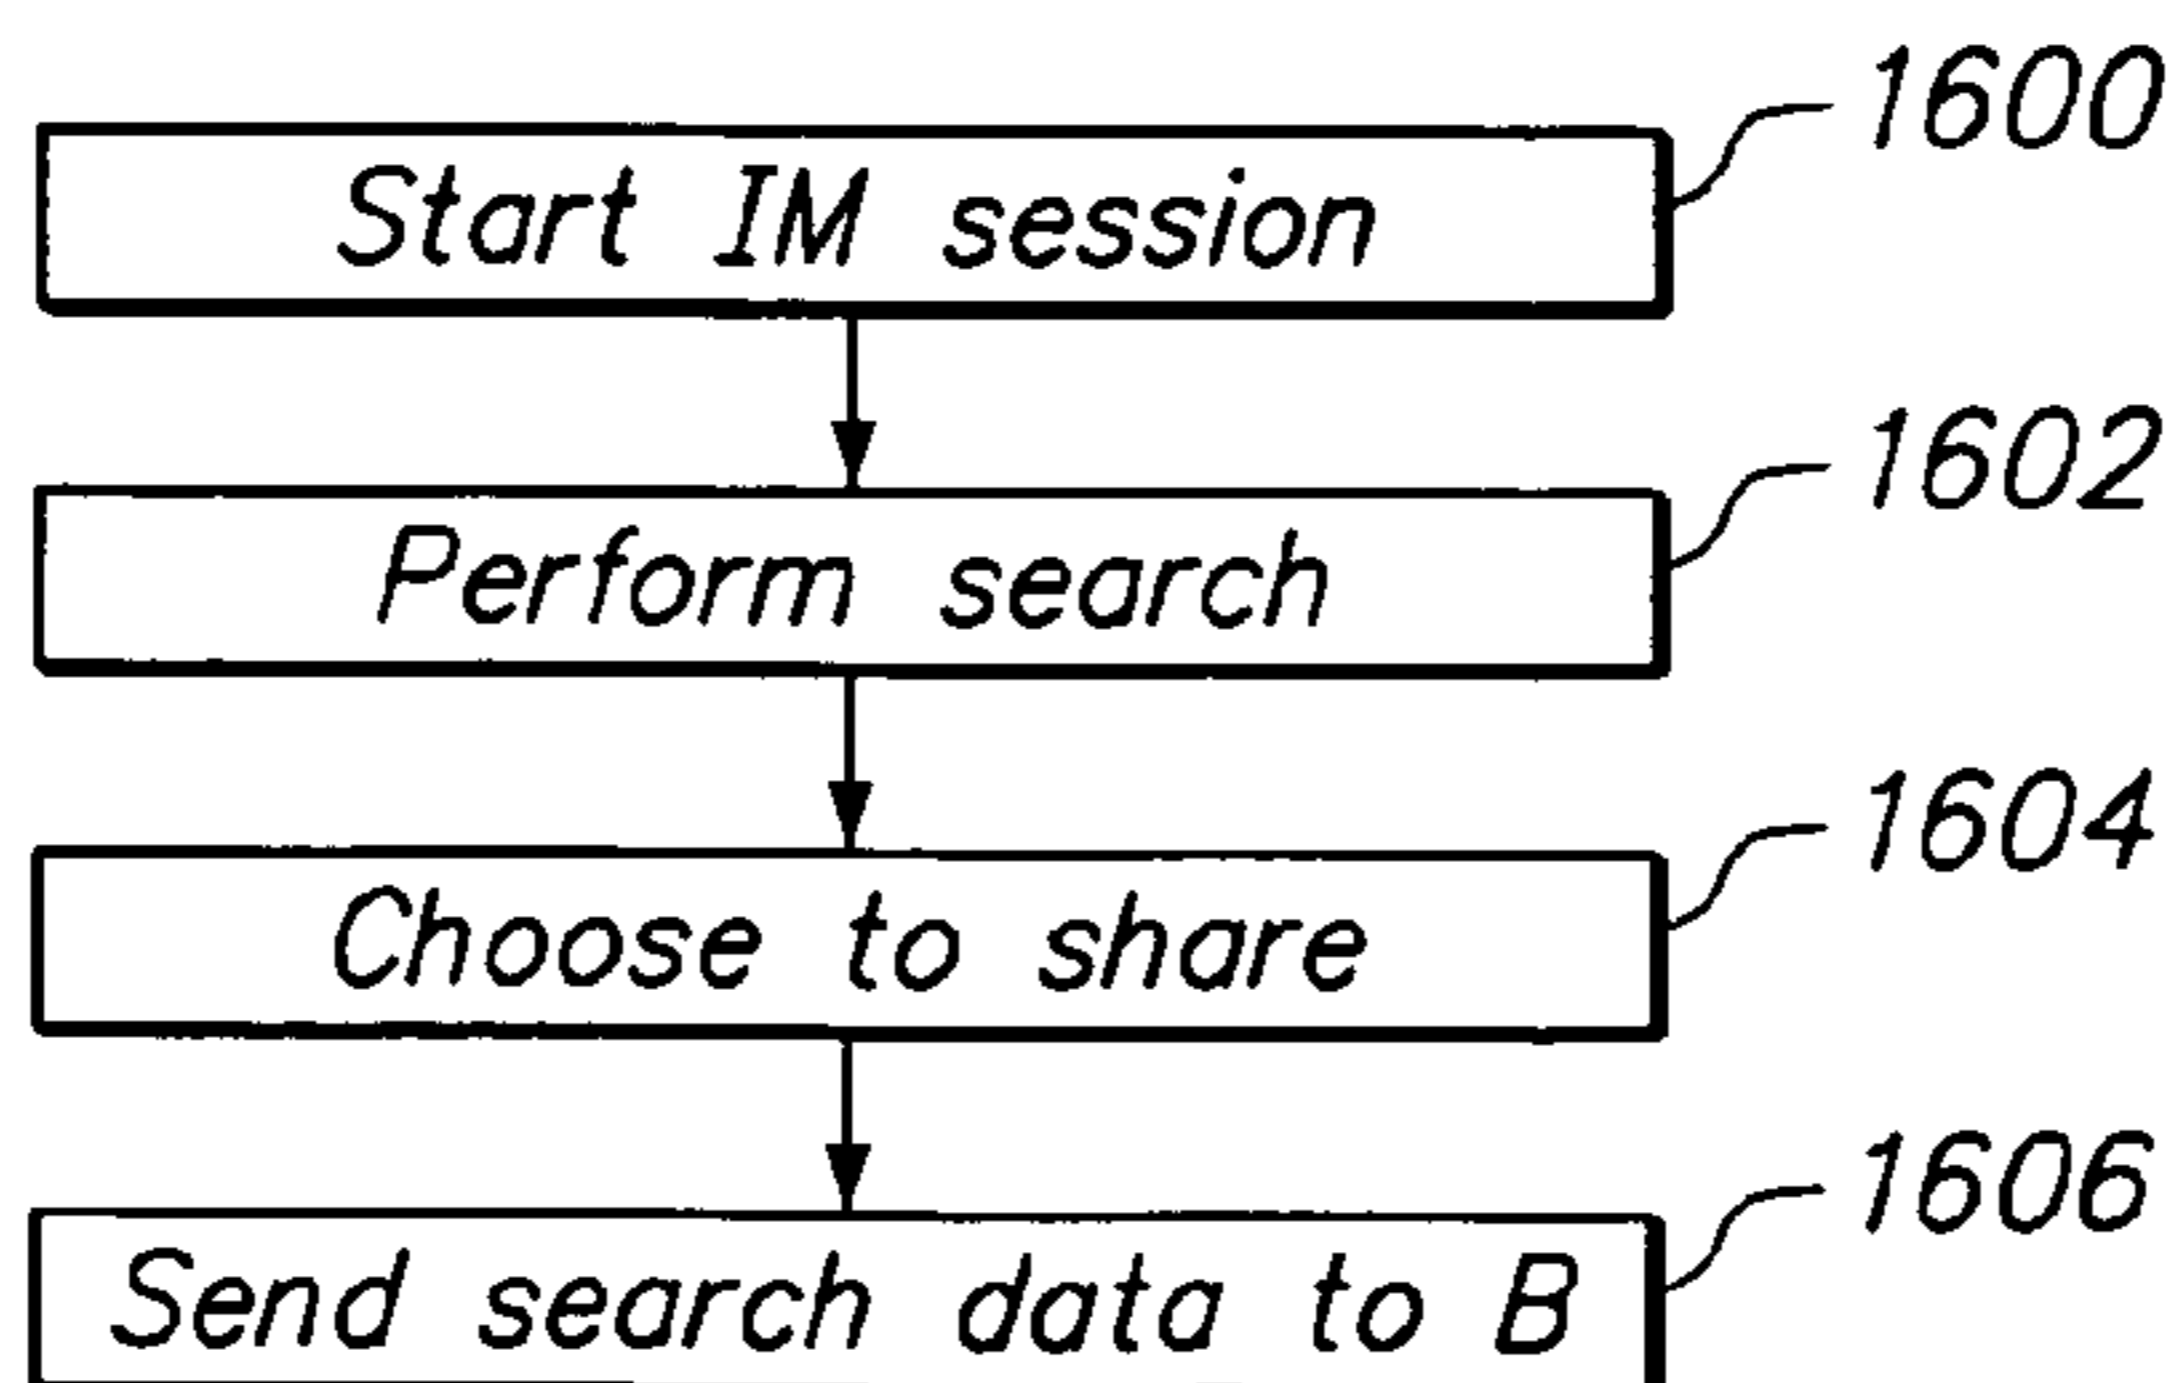 1600
Start IM session
1602
Perform search
1604
Choose to share
1606
Send search data to B